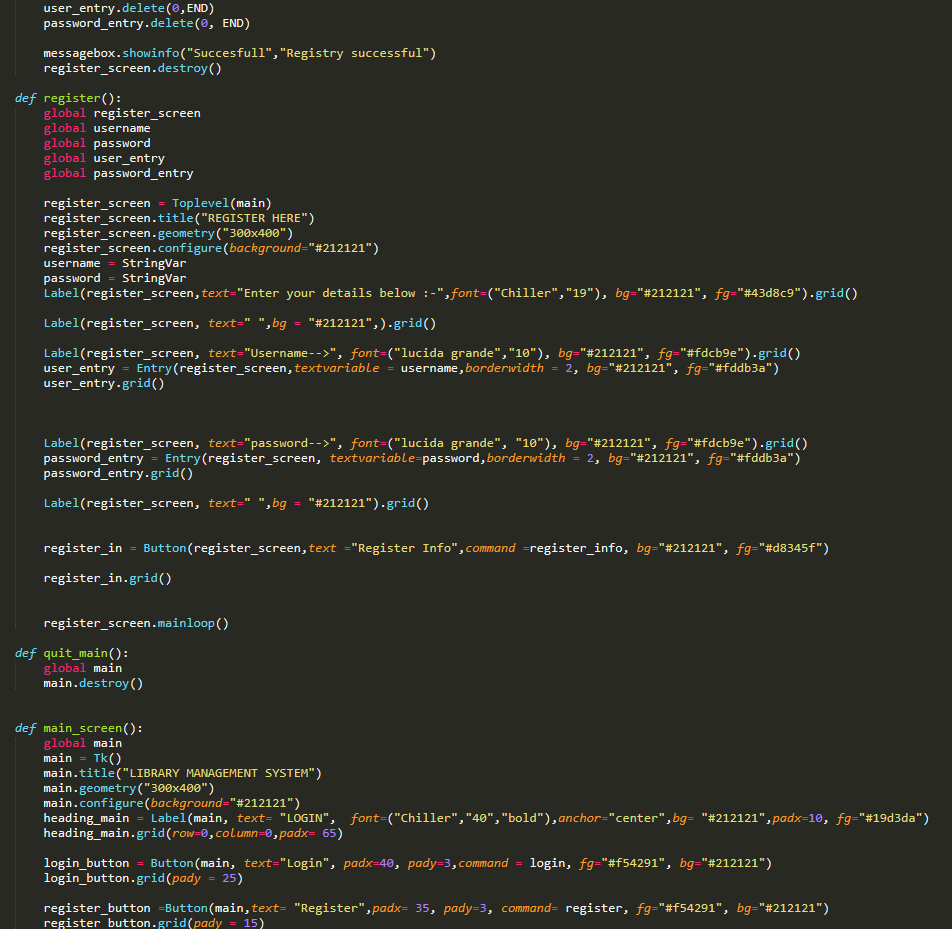 user_entry.delete(0,END)
password_entry.delete(0, END)
messagebox.showinfo("Succesfull","Registry successful")
register_screen.destroy()
def register():
global register_screen
global username
global password
global user_entry
global password_entry
register_screen = Toplevel(main)
register_screen.title("REGISTER HERE")
register_screen.geometry("300x400")
register_screen.configure(background="#212121")
username = StringVar
password = StringVar
Label(register_screen,text="Enter your details below :-",font=("Chiller","19"), bg="#212121", fg="#43d8c9").grid()
Label(register_screen, text=" ",bg = "#212121",).grid()
Label(register_screen, text="Username-->", font=("lucida grande","10"), bg="#212121", fg="#fdcb9e").grid()
user_entry = Entry(register_screen,textvariable = username,borderwidth = 2, bg="#212121", fg="#fddb3a")
user_entry.grid()
Label(register_screen, text="password-->", font=("lucida grande", "10"), bg="#212121", fg="#fdcb9e").grid()
password_entry = Entry(register_screen, textvariable=password,borderwidth = 2, bg="#212121", fg="#fddb3a")
password_entry.grid()
Label(register_screen, text=" ",bg = "#212121").grid()
register_in = Button(register_screen,text ="Register Info",command =register_info, bg="#212121", fg="#d8345f")
register_in.grid()
register_screen.mainloop()
def quit_main():
global main
main.destroy()
def main_screen():
global main
main = Tk()
main.title("LIBRARY MANAGEMENT SYSTEM")
main.geometry("300x400")
main.configure(background="#212121")
heading_main = Label(main, text= "LOGIN",  font=("Chiller","40","bold"),anchor="center",bg= "#212121",padx=10, fg="#19d3da")
heading_main.grid(row=0,column=0,padx= 65)
login_button = Button(main, text="Login", padx=40, pady=3,command = login, fg="#f54291", bg="#212121")
login_button.grid(pady = 25)
register_button =Button(main,text= "Register",padx= 35, pady=3, command= register, fg="#f54291", bg="#212121")
register_button.grid(pady = 15)